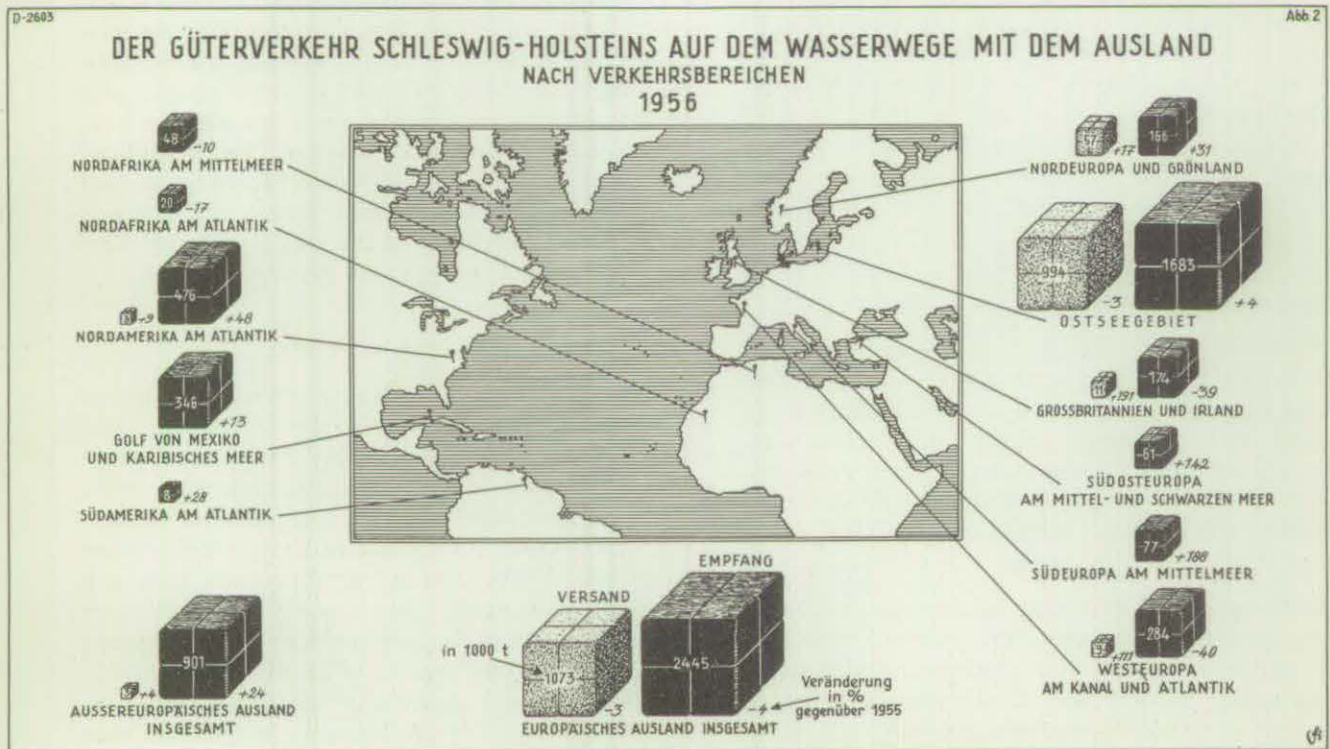 D-2603
Abb. 2
DER GÜTERVERKEHR SCHLESWIG-HOLSTEINS AUF DEM WASSERWEGE MIT DEM AUSLAND
NACH VERKEHRSBEREICHEN
1956
48
-10
NORDAFRIKA AM MITTELMEER
20
-17
NORDAFRIKA AM ATLANTIK
476
+9
+48
NORDAMERIKA AM ATLANTIK
346
+13
GOLF VON MEXIKO
UND KARIBISCHES MEER
8
+28
SÜDAMERIKA AM ATLANTIK
901
+4
+24
AUSSEREUROPÄISCHES AUSLAND
INSGESAMT
VERSAND
EMPFANG
in 1000 t
1073
-3
2445
Veränderung
in %
gegenüber 1955
EUROPÄISCHES AUSLAND INSGESAMT
+17
166
+31
NORDEUROPA UND GRÖNLAND
994
-3
1683
+4
OSTSEEGEBIET
+191
174
-39
GROSSBRITANNIEN UND IRLAND
61
+142
SÜDOSTEUROPA
AM MITTEL- UND SCHWARZEN MEER
77
+188
SÜDEUROPA AM MITTELMEER
+111
284
-40
WESTEUROPA
AM KANAL UND ATLANTIK